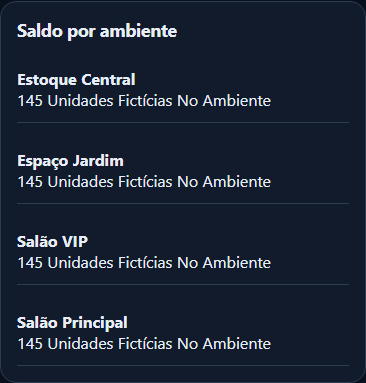 Saldo por ambiente
Estoque Central
145 Unidades Fictícias No Ambiente
Espaço Jardim
145 Unidades Fictícias No Ambiente
Salão VIP
145 Unidades Fictícias No Ambiente
Salão Principal
145 Unidades Fictícias No Ambiente